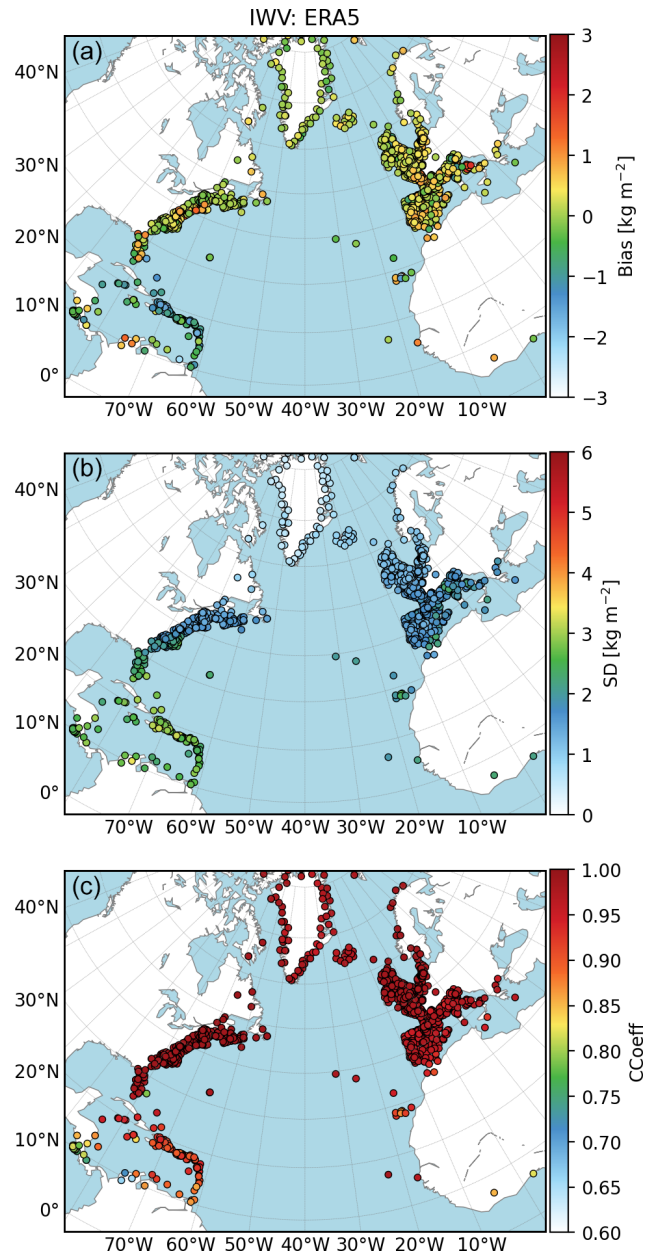 IWV: ERA5
(a)
40°N
30°N
20°N
10°N
0°
70°W 60°W 50°W 40°W 30°W 20°W 10°W
3
2
1
0
−1
−2
−3
Bias [kg m⁻²]
(b)
40°N
30°N
20°N
10°N
0°
70°W 60°W 50°W 40°W 30°W 20°W 10°W
6
5
4
3
2
1
0
SD [kg m⁻²]
(c)
40°N
30°N
20°N
10°N
0°
70°W 60°W 50°W 40°W 30°W 20°W 10°W
1.00
0.95
0.90
0.85
0.80
0.75
0.70
0.65
0.60
CCoeff